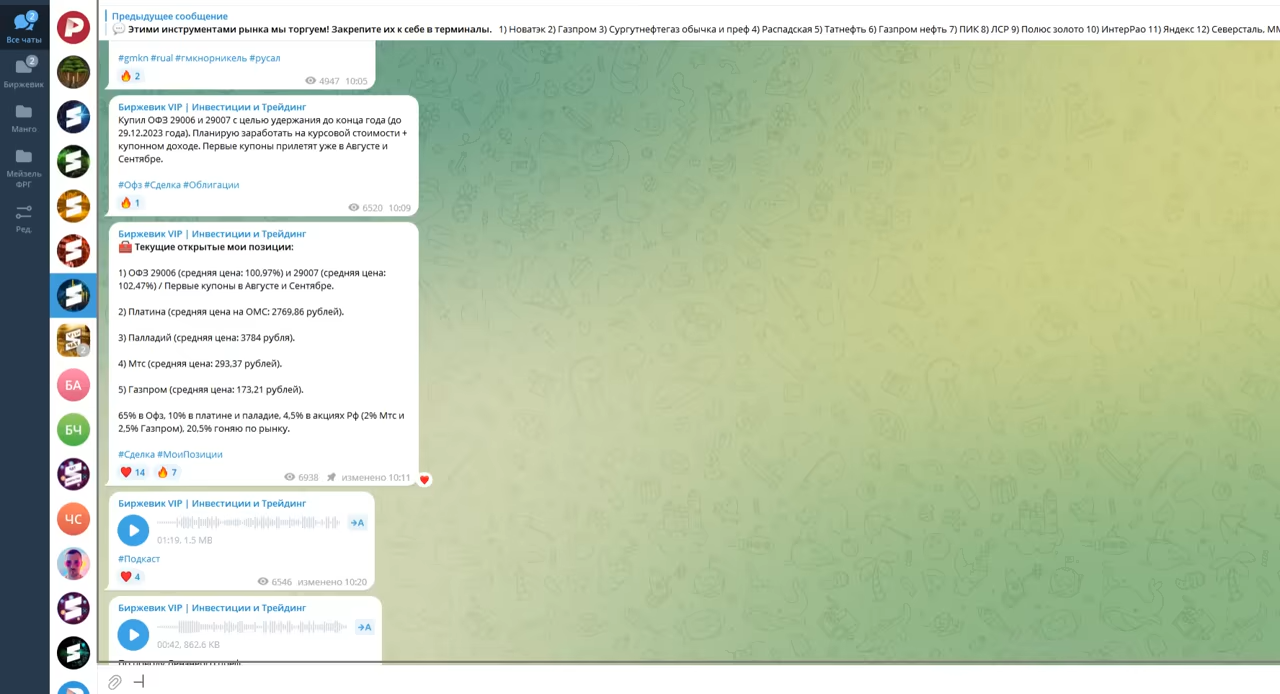 2
Все чаты
2
Биржевик
Манго
Мейзель
ФРГ
Ред.
2
БА
БЧ
ЧС
Предыдущее сообщение
💬 Этими инструментами рынка мы торгуем! Закрепите их к себе в терминалы. 1) Новатэк 2) Газпром 3) Сургутнефтегаз обычка и преф 4) Распадская 5) Татнефть 6) Газпром нефть 7) ПИК 8) ЛСР 9) Полюс золото 10) ИнтерРао 11) Яндекс 12) Северсталь.
#gmkn #rual #гмкнорникель #русал
🔥 2 4947 10:05
Биржевик VIP | Инвестиции и Трейдинг
Купил ОФЗ 29006 и 29007 с целью удержания до конца года (до
29.12.2023 года). Планирую заработать на курсовой стоимости +
купонном доходе. Первые купоны прилетят уже в Августе и
Сентябре.
#Офз #Сделка #Облигации
🔥 1 6520 10:09
Биржевик VIP | Инвестиции и Трейдинг
🧰 Текущие открытые мои позиции:
1) ОФЗ 29006 (средняя цена: 100,97%) и 29007 (средняя цена:
102,47%) / Первые купоны в Августе и Сентябре.
2) Платина (средняя цена на ОМС: 2769,86 рублей).
3) Палладий (средняя цена: 3784 рубля).
4) Мтс (средняя цена: 293,37 рублей).
5) Газпром (средняя цена: 173,21 рублей).
65% в Офз, 10% в платине и паладие, 4,5% в акциях Рф (2% Мтс и
2,5% Газпром), 20,5% гоняю по рынку.
#Сделка #МоиПозиции
❤️ 14 🔥 7 6938 изменено 10:11
Биржевик VIP | Инвестиции и Трейдинг
→A
01:19, 1.5 MB
#Подкаст
❤️ 4 6546 изменено 10:20
Биржевик VIP | Инвестиции и Трейдинг
→A
00:42, 862.6 KB